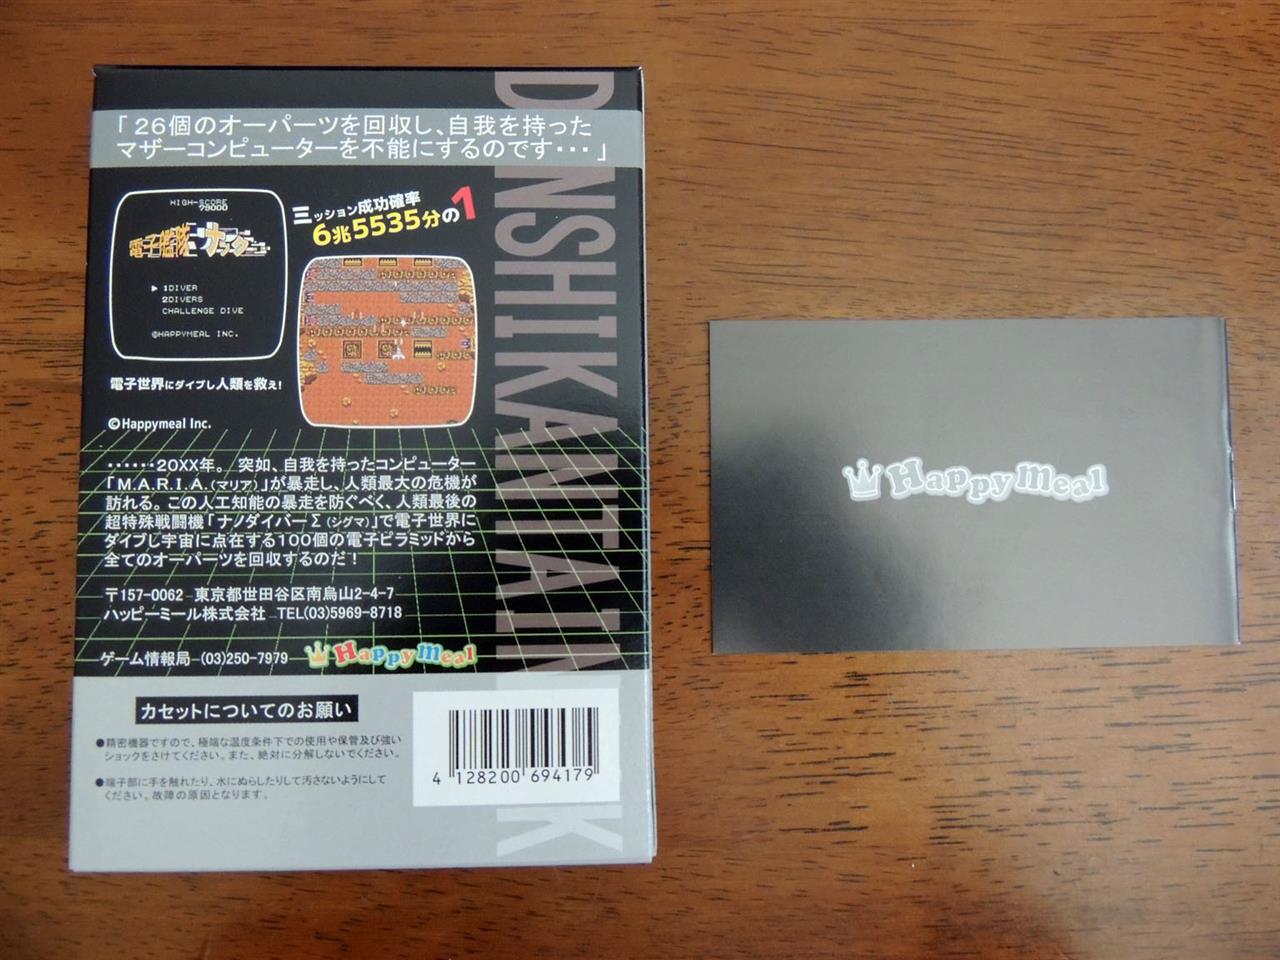 「26個のオーパーツを回収し、自我を持った
マザーコンピューターを不能にするのです・・・」
HIGH-SCORE
78000
電子艦隊ナック
▶ 1DIVER
2DIVERS
CHALLENGE DIVE
©HAPPYMEAL INC.
ミッション成功確率
6兆5535分の1
電子世界にダイブし人類を救え!
©Happymeal Inc.
・・・・・・20XX年。 突如、自我を持ったコンピューター
「M.A.R.I.A.(マリア)」が暴走し、人類最大の危機が
訪れる。この人工知能の暴走を防ぐべく、人類最後の
超特殊戦闘機「ナノダイバーΣ(シグマ)」で電子世界に
ダイブし宇宙に点在する100個の電子ピラミッドから
全てのオーパーツを回収するのだ!
〒157-0062 東京都世田谷区南烏山2-4-7
ハッピーミール株式会社 TEL(03)5969-8718
ゲーム情報局 (03)250-7979 HappyMeal
カセットについてのお願い
●精密機器ですので、極端な温度条件下での使用や保管及び強い
ショックをさけてください。また、絶対に分解しないでください。
●端子部に手を触れたり、水にぬらしたりして汚さないようにして
ください。故障の原因となります。
4 128200 694179
HappyMeal